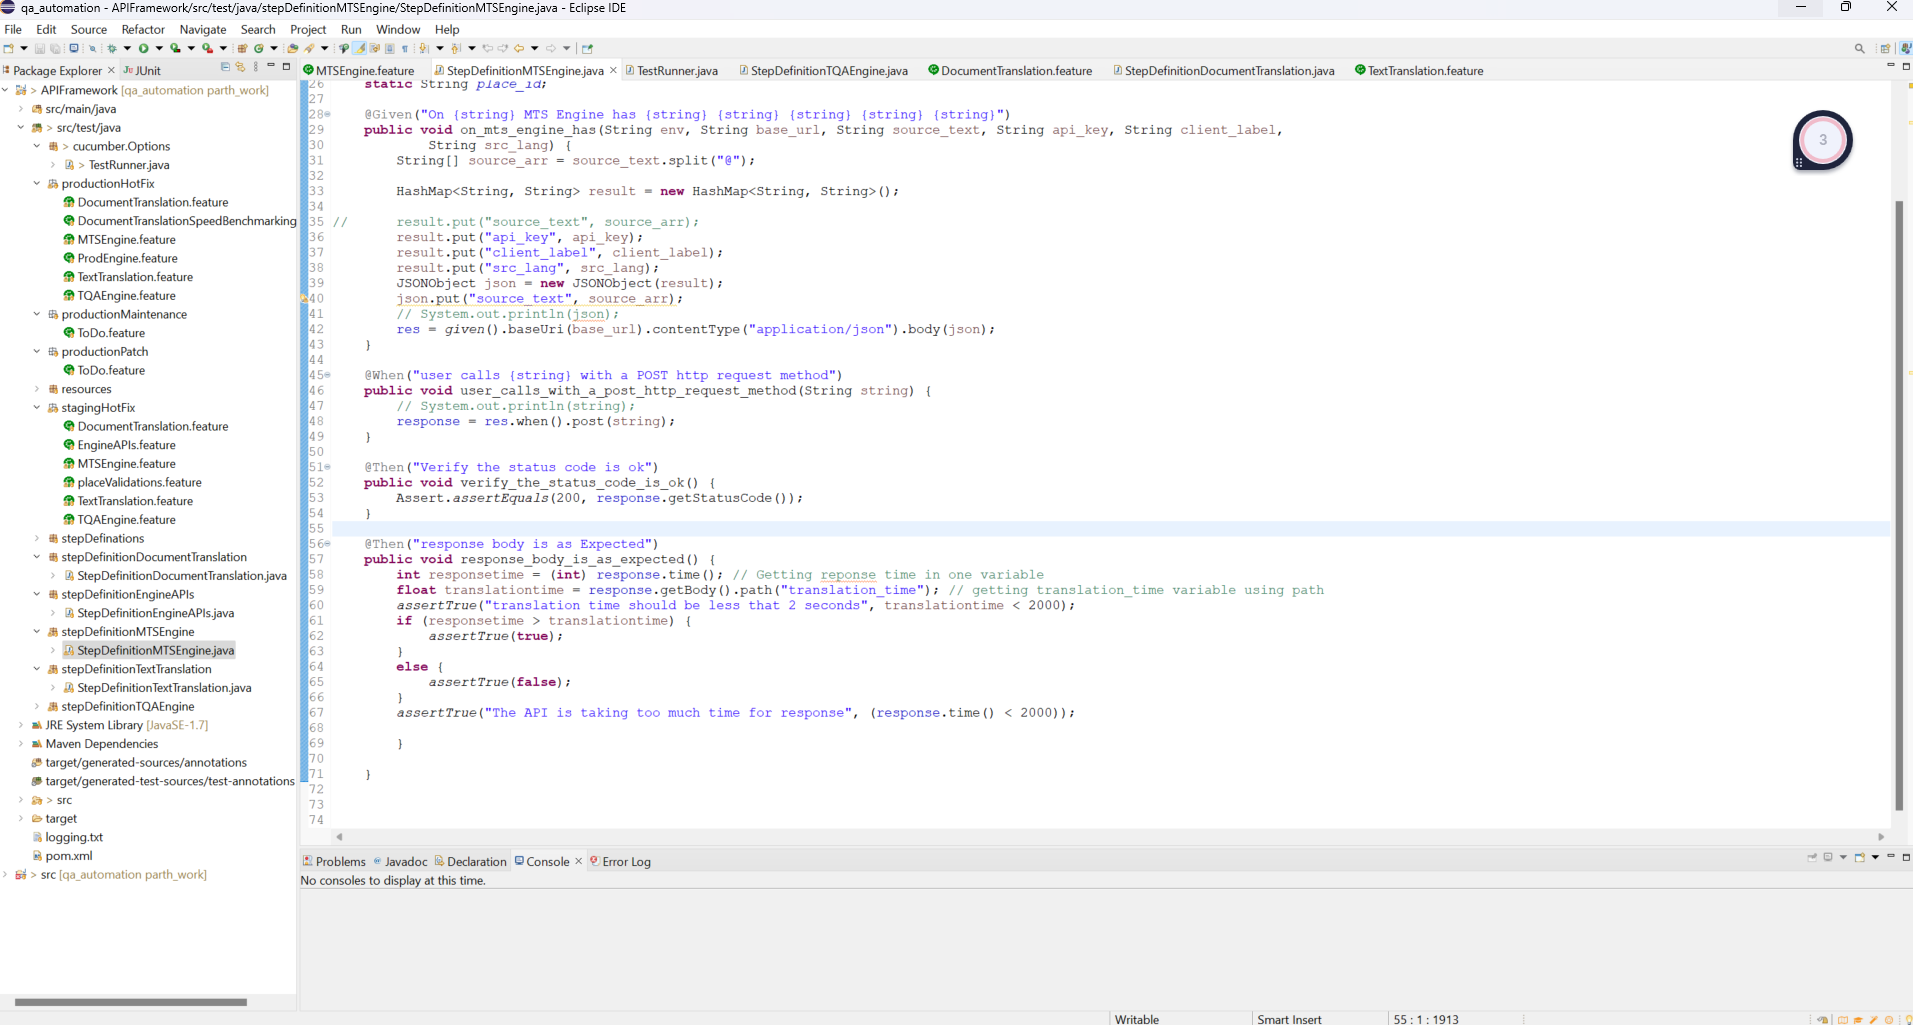 qa_automation - APIFramework/src/test/java/stepDefinitionMTSEngine/StepDefinitionMTSEngine.java - Eclipse IDE
File Edit Source Refactor Navigate Search Project Run Window Help
Package Explorer JUnit
APIFramework [qa_automation parth_work]
src/main/java
> src/test/java
> cucumber.Options
> TestRunner.java
productionHotFix
DocumentTranslation.feature
DocumentTranslationSpeedBenchmarking
MTSEngine.feature
ProdEngine.feature
TextTranslation.feature
TQAEngine.feature
productionMaintenance
ToDo.feature
productionPatch
ToDo.feature
resources
stagingHotFix
DocumentTranslation.feature
EngineAPIs.feature
MTSEngine.feature
placeValidations.feature
TextTranslation.feature
TQAEngine.feature
stepDefinations
stepDefinitionDocumentTranslation
StepDefinitionDocumentTranslation.java
stepDefinitionEngineAPIs
StepDefinitionEngineAPIs.java
stepDefinitionMTSEngine
StepDefinitionMTSEngine.java
stepDefinitionTextTranslation
StepDefinitionTextTranslation.java
stepDefinitionTQAEngine
JRE System Library [JavaSE-1.7]
Maven Dependencies
target/generated-sources/annotations
target/generated-test-sources/test-annotations
> src
target
logging.txt
pom.xml
> src [qa_automation parth_work]
MTSEngine.feature StepDefinitionMTSEngine.java TestRunner.java StepDefinitionTQAEngine.java DocumentTranslation.feature StepDefinitionDocumentTranslation.java TextTranslation.feature
26 static String place_id;
27
28 @Given("On {string} MTS Engine has {string} {string} {string} {string} {string}")
29 public void on_mts_engine_has(String env, String base_url, String source_text, String api_key, String client_label,
30 String src_lang) {
31 String[] source_arr = source_text.split("@");
32
33 HashMap<String, String> result = new HashMap<String, String>();
34
35 // result.put("source_text", source_arr);
36 result.put("api_key", api_key);
37 result.put("client_label", client_label);
38 result.put("src_lang", src_lang);
39 JSONObject json = new JSONObject(result);
40 json.put("source_text", source_arr);
41 // System.out.println(json);
42 res = given().baseUri(base_url).contentType("application/json").body(json);
43 }
44
45 @When("user calls {string} with a POST http request method")
46 public void user_calls_with_a_post_http_request_method(String string) {
47 // System.out.println(string);
48 response = res.when().post(string);
49 }
50
51 @Then("Verify the status code is ok")
52 public void verify_the_status_code_is_ok() {
53 Assert.assertEquals(200, response.getStatusCode());
54 }
55
56 @Then("response body is as Expected")
57 public void response_body_is_as_expected() {
58 int responsetime = (int) response.time(); // Getting reponse time in one variable
59 float translationtime = response.getBody().path("translation_time"); // getting translation_time variable using path
60 assertTrue("translation time should be less that 2 seconds", translationtime < 2000);
61 if (responsetime > translationtime) {
62 assertTrue(true);
63 }
64 else {
65 assertTrue(false);
66 }
67 assertTrue("The API is taking too much time for response", (response.time() < 2000));
68
69 }
70
71 }
72
73
74
3
Problems Javadoc Declaration Console Error Log
No consoles to display at this time.
Writable Smart Insert 55 : 1 : 1913